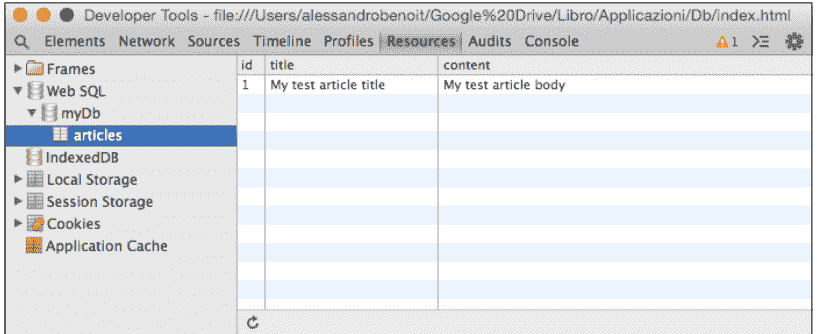 Developer Tools - file:///Users/alessandrobenoit/Google%20Drive/Libro/Applicazioni/Db/index.html
Elements Network Sources Timeline Profiles Resources Audits Console 1
Frames
Web SQL
myDb
articles
IndexedDB
Local Storage
Session Storage
Cookies
Application Cache
id title content
1 My test article title My test article body